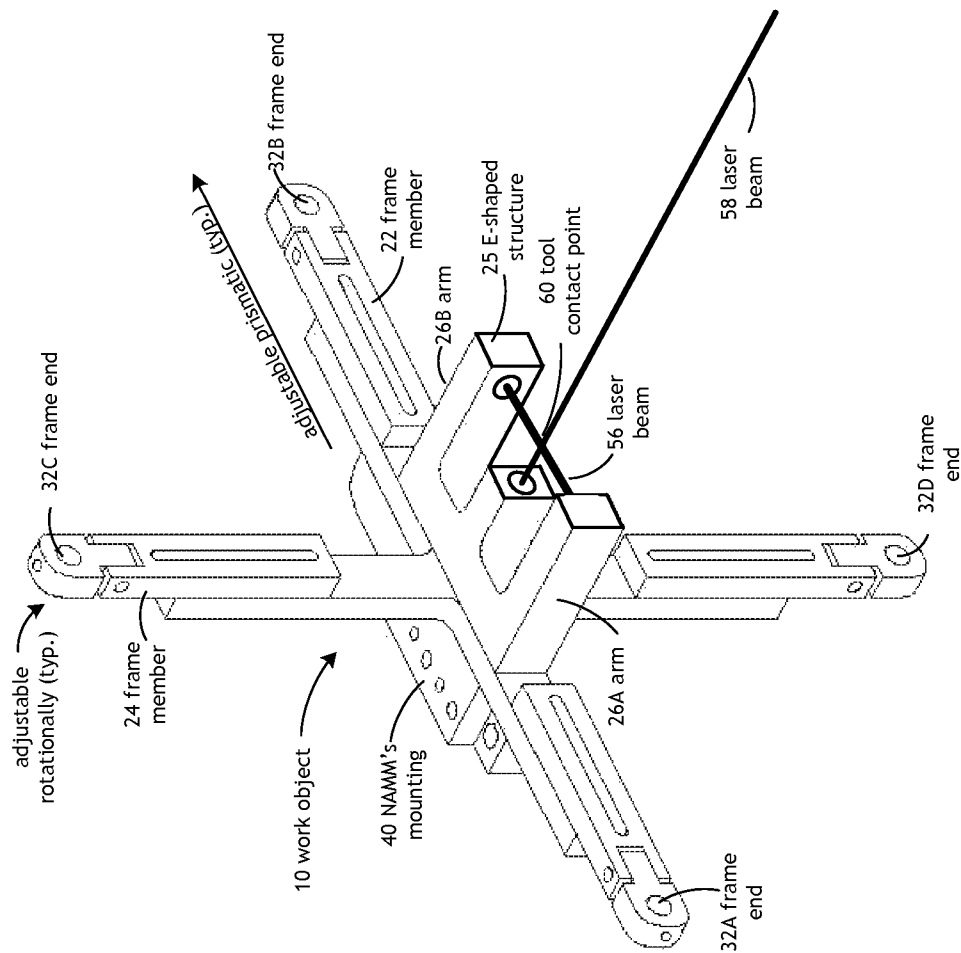 adjustable
rotationally (typ.)
24 frame
member
10 work object
40 NAMM's
mounting
32C frame end
adjustable prismatic (typ.)
32B frame end
22 frame
member
26B arm
25 E-shaped
structure
60 tool
contact point
56 laser
beam
58 laser
beam
26A arm
32A frame
end
32D frame
end